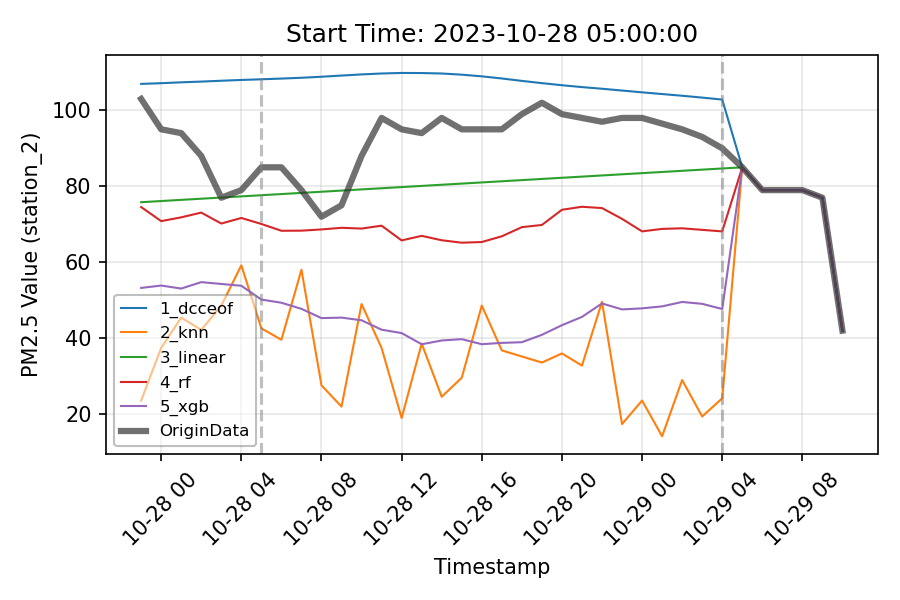 Start Time: 2023-10-28 05:00:00
PM2.5 Value (station_2)
100
80
60
40
20
1_dcceof
2_knn
3_linear
4_rf
5_xgb
OriginData
10-28 00
10-28 04
10-28 08
10-28 12
10-28 16
10-28 20
10-29 00
10-29 04
10-29 08
Timestamp